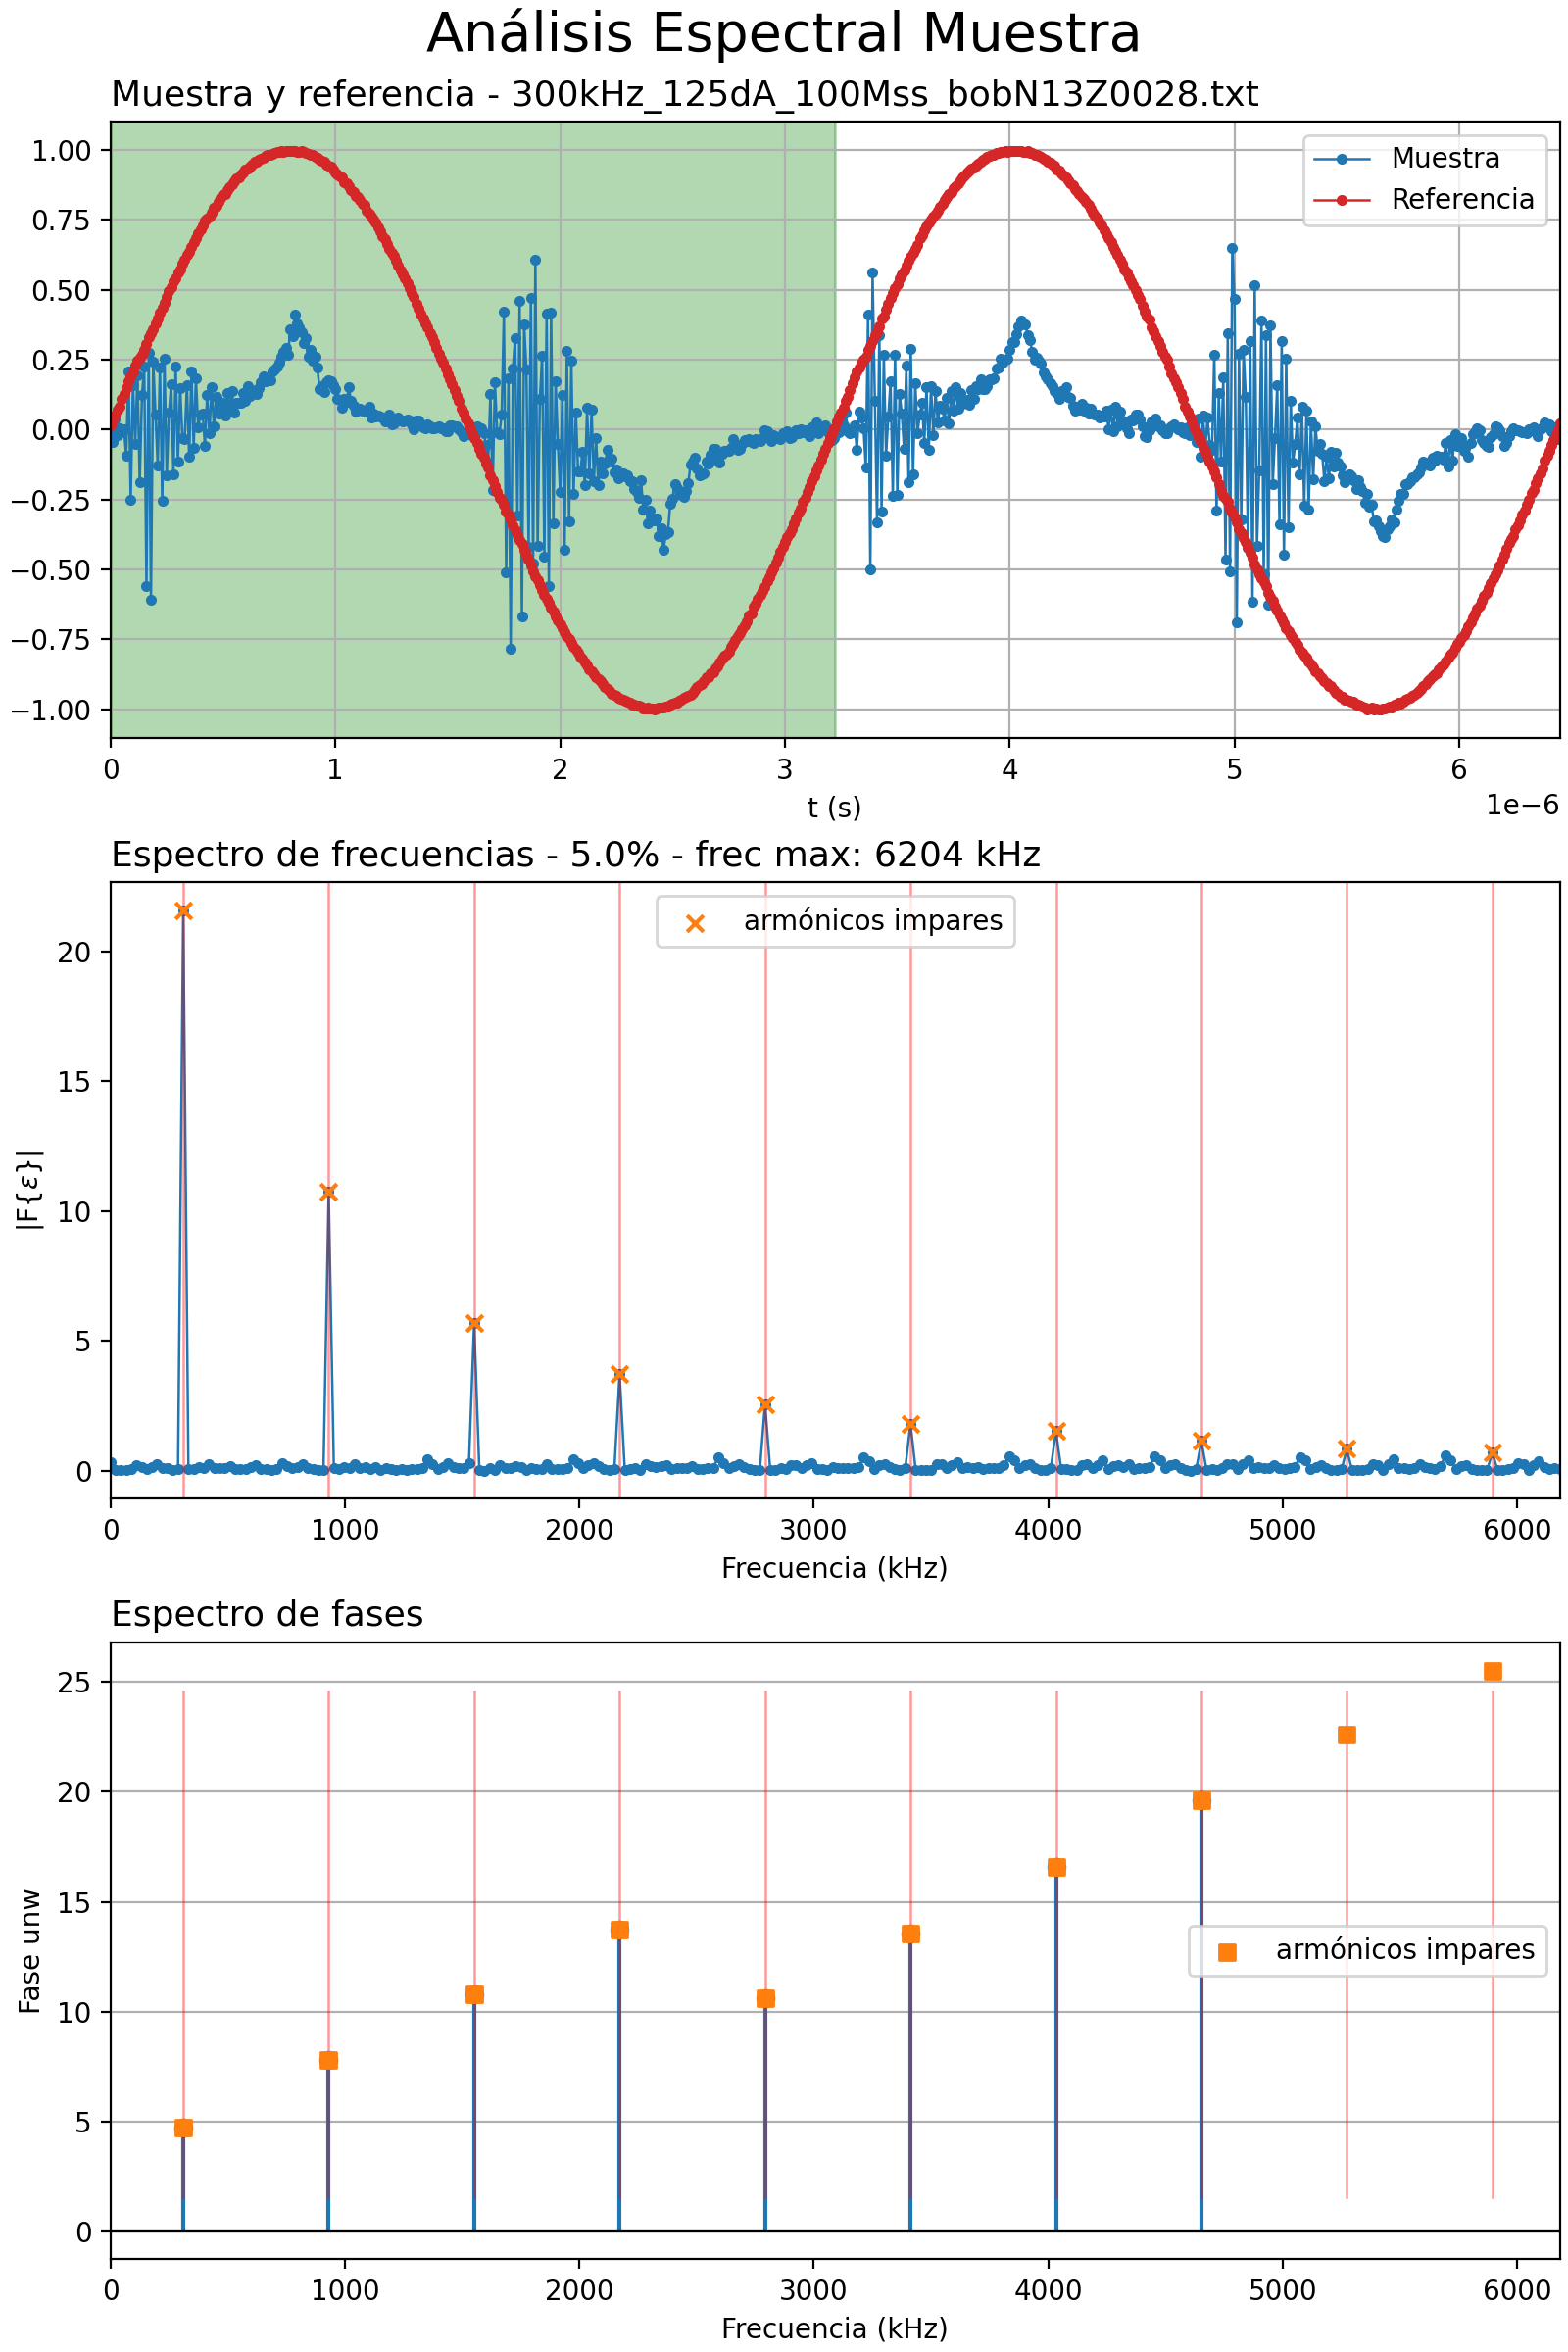 Análisis Espectral Muestra
Muestra y referencia - 300kHz_125dA_100Mss_bobN13Z0028.txt
1.00
0.75
0.50
0.25
0.00
−0.25
−0.50
−0.75
−1.00
Muestra
Referencia
0 1 2 3 4 5 6
1e−6
t (s)
Espectro de frecuencias - 5.0% - frec max: 6204 kHz
armónicos impares
20
15
10
5
0
|F{ε}|
0 1000 2000 3000 4000 5000 6000
Frecuencia (kHz)
Espectro de fases
25
20
15
10
5
0
Fase unw
armónicos impares
0 1000 2000 3000 4000 5000 6000
Frecuencia (kHz)